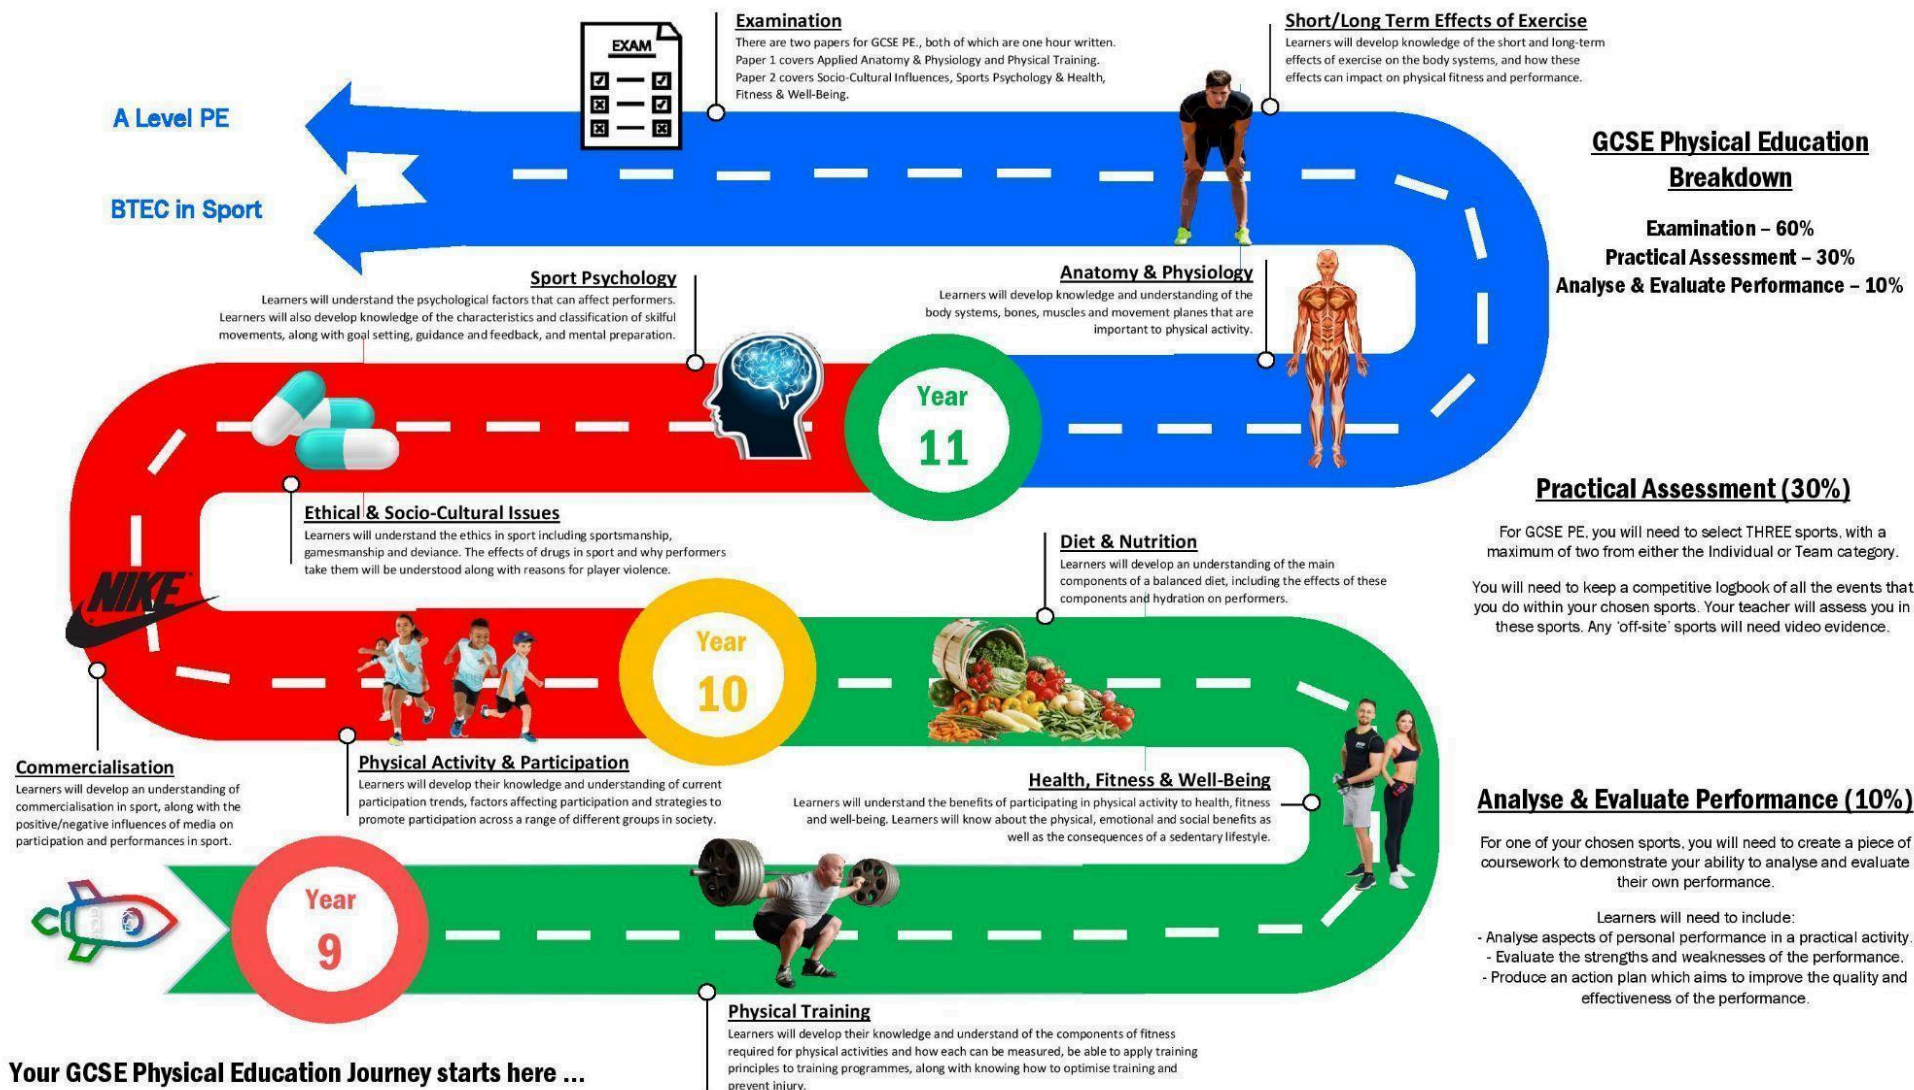 Examination
There are two papers for GCSE PE., both of which are one hour written.
Paper 1 covers Applied Anatomy & Physiology and Physical Training.
Paper 2 covers Socio-Cultural Influences, Sports Psychology & Health,
Fitness & Well-Being.
EXAM
Short/Long Term Effects of Exercise
Learners will develop knowledge of the short and long-term
effects of exercise on the body systems, and how these
effects can impact on physical fitness and performance.
A Level PE
BTEC in Sport
GCSE Physical Education
Breakdown
Examination – 60%
Practical Assessment – 30%
Analyse & Evaluate Performance – 10%
Sport Psychology
Learners will understand the psychological factors that can affect performers.
Learners will also develop knowledge of the characteristics and classification of skilful
movements, along with goal setting, guidance and feedback, and mental preparation.
Anatomy & Physiology
Learners will develop knowledge and understanding of the
body systems, bones, muscles and movement planes that are
important to physical activity.
Year
11
Ethical & Socio-Cultural Issues
Learners will understand the ethics in sport including sportsmanship,
gamesmanship and deviance. The effects of drugs in sport and why performers
take them will be understood along with reasons for player violence.
Practical Assessment (30%)
For GCSE PE, you will need to select THREE sports, with a
maximum of two from either the Individual or Team category.
You will need to keep a competitive logbook of all the events that
you do within your chosen sports. Your teacher will assess you in
these sports. Any ‘off-site’ sports will need video evidence.
Diet & Nutrition
Learners will develop an understanding of the main
components of a balanced diet, including the effects of these
components and hydration on performers.
NIKE
Year
10
Commercialisation
Learners will develop an understanding of
commercialisation in sport, along with the
positive/negative influences of media on
participation and performances in sport.
Physical Activity & Participation
Learners will develop their knowledge and understanding of current
participation trends, factors affecting participation and strategies to
promote participation across a range of different groups in society.
Health, Fitness & Well-Being
Learners will understand the benefits of participating in physical activity to health, fitness
and well-being. Learners will know about the physical, emotional and social benefits as
well as the consequences of a sedentary lifestyle.
Analyse & Evaluate Performance (10%)
For one of your chosen sports, you will need to create a piece of
coursework to demonstrate your ability to analyse and evaluate
their own performance.
Learners will need to include:
- Analyse aspects of personal performance in a practical activity.
- Evaluate the strengths and weaknesses of the performance.
- Produce an action plan which aims to improve the quality and
effectiveness of the performance.
Year
9
Physical Training
Learners will develop their knowledge and understand of the components of fitness
required for physical activities and how each can be measured, be able to apply training
principles to training programmes, along with knowing how to optimise training and
prevent injury.
Your GCSE Physical Education Journey starts here ...